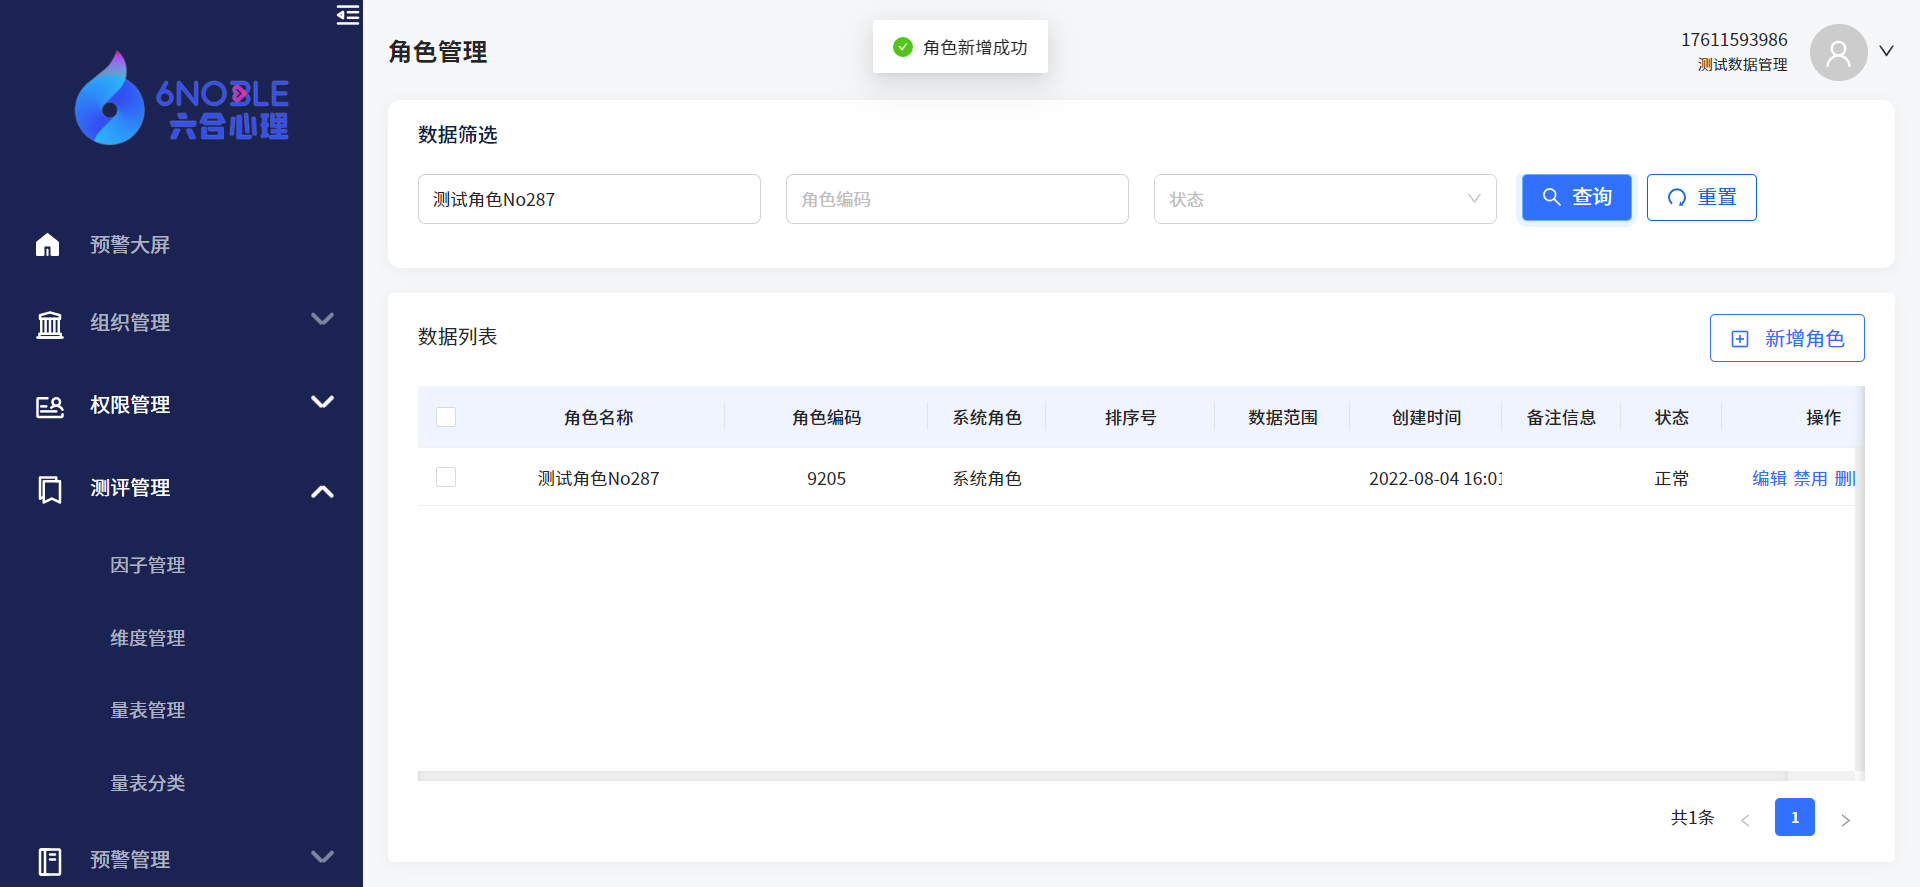 6NOBLE
六合心理
预警大屏
组织管理
权限管理
测评管理
因子管理
维度管理
量表管理
量表分类
预警管理
角色管理
角色新增成功
17611593986
测试数据管理
数据筛选
测试角色No287
角色编码
状态
查询
重置
数据列表
新增角色
角色名称 角色编码 系统角色 排序号 数据范围 创建时间 备注信息 状态 操作
测试角色No287 9205 系统角色 2022-08-04 16:01 正常 编辑 禁用
共1条 < 1 >